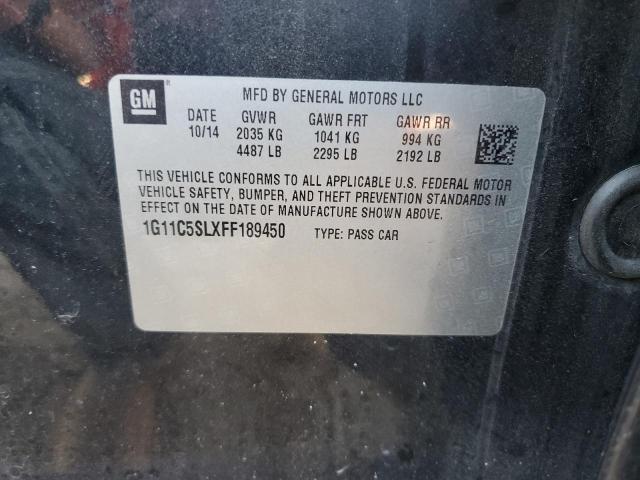 GM ®
MFD BY GENERAL MOTORS LLC
DATE GVWR GAWR FRT GAWR RR
10/14 2035 KG 1041 KG 994 KG
4487 LB 2295 LB 2192 LB
THIS VEHICLE CONFORMS TO ALL APPLICABLE U.S. FEDERAL MOTOR
VEHICLE SAFETY, BUMPER, AND THEFT PREVENTION STANDARDS IN
EFFECT ON THE DATE OF MANUFACTURE SHOWN ABOVE.
1G11C5SLXFF189450 TYPE: PASS CAR